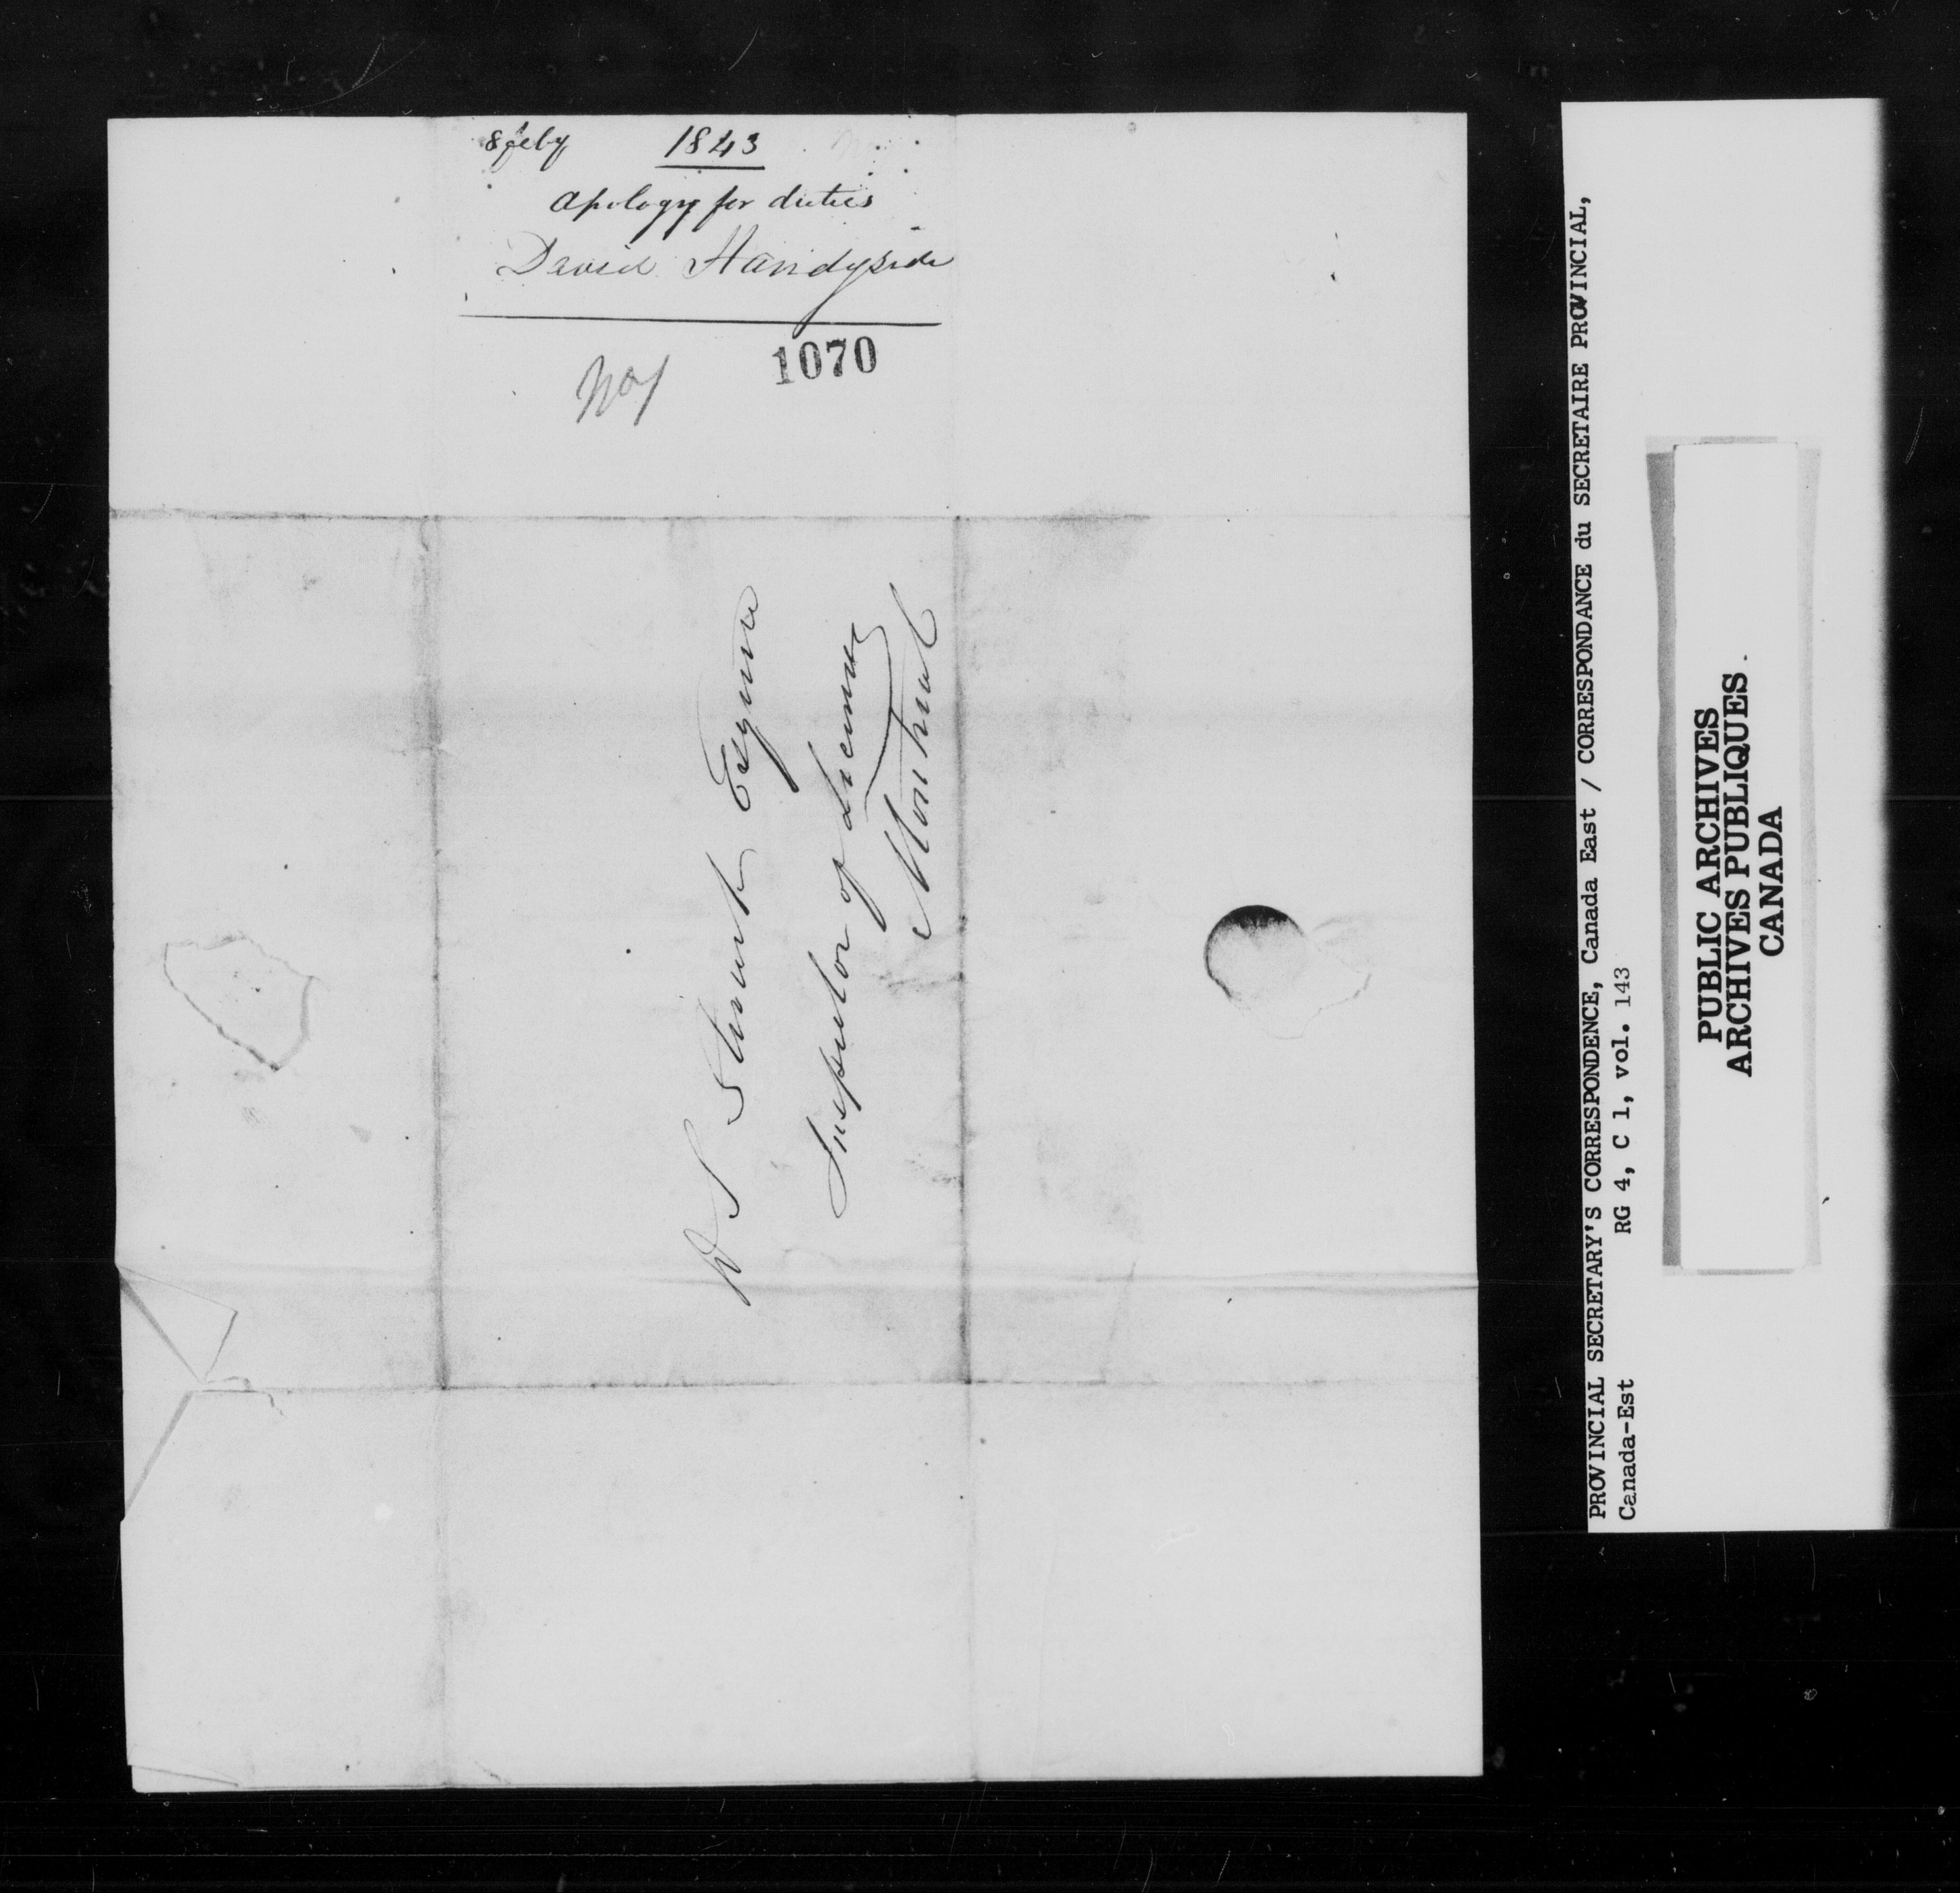 8 feby 1843
Apology for duties
David Handyside
1070
W S Stuart Esquire
Inspector of Licenses
Montreal
PROVINCIAL SECRETARY'S CORRESPONDENCE, Canada East / CORRESPONDANCE du SECRETAIRE PROVINCIAL,
Canada-Est RG 4, C 1, vol. 143
PUBLIC ARCHIVES
ARCHIVES PUBLIQUES
CANADA